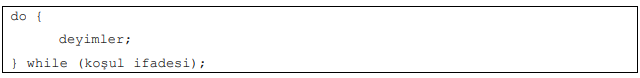 do {
deyimler;
} while (koşul ifadesi);